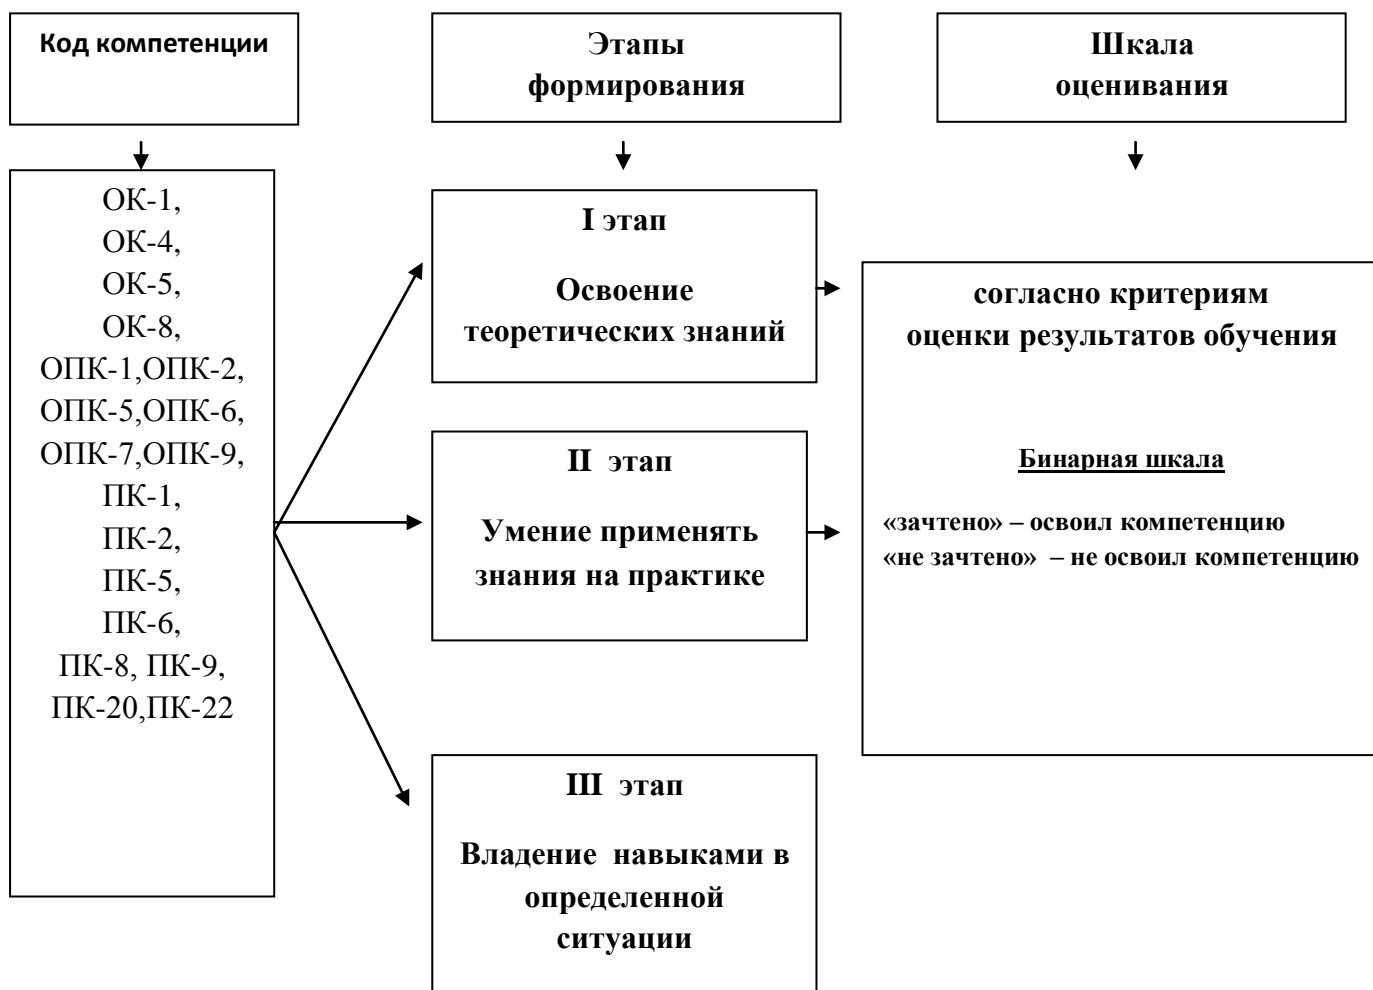 Код компетенции
Этапы
формирования
Шкала
оценивания
ОК-1,
ОК-4,
ОК-5,
ОК-8,
ОПК-1,ОПК-2,
ОПК-5,ОПК-6,
ОПК-7,ОПК-9,
ПК-1,
ПК-2,
ПК-5,
ПК-6,
ПК-8, ПК-9,
ПК-20,ПК-22
I этап
Освоение
теоретических знаний
II этап
Умение применять
знания на практике
III этап
Владение навыками в
определенной
ситуации
согласно критериям
оценки результатов обучения
Бинарная шкала
«зачтено» – освоил компетенцию
«не зачтено» – не освоил компетенцию